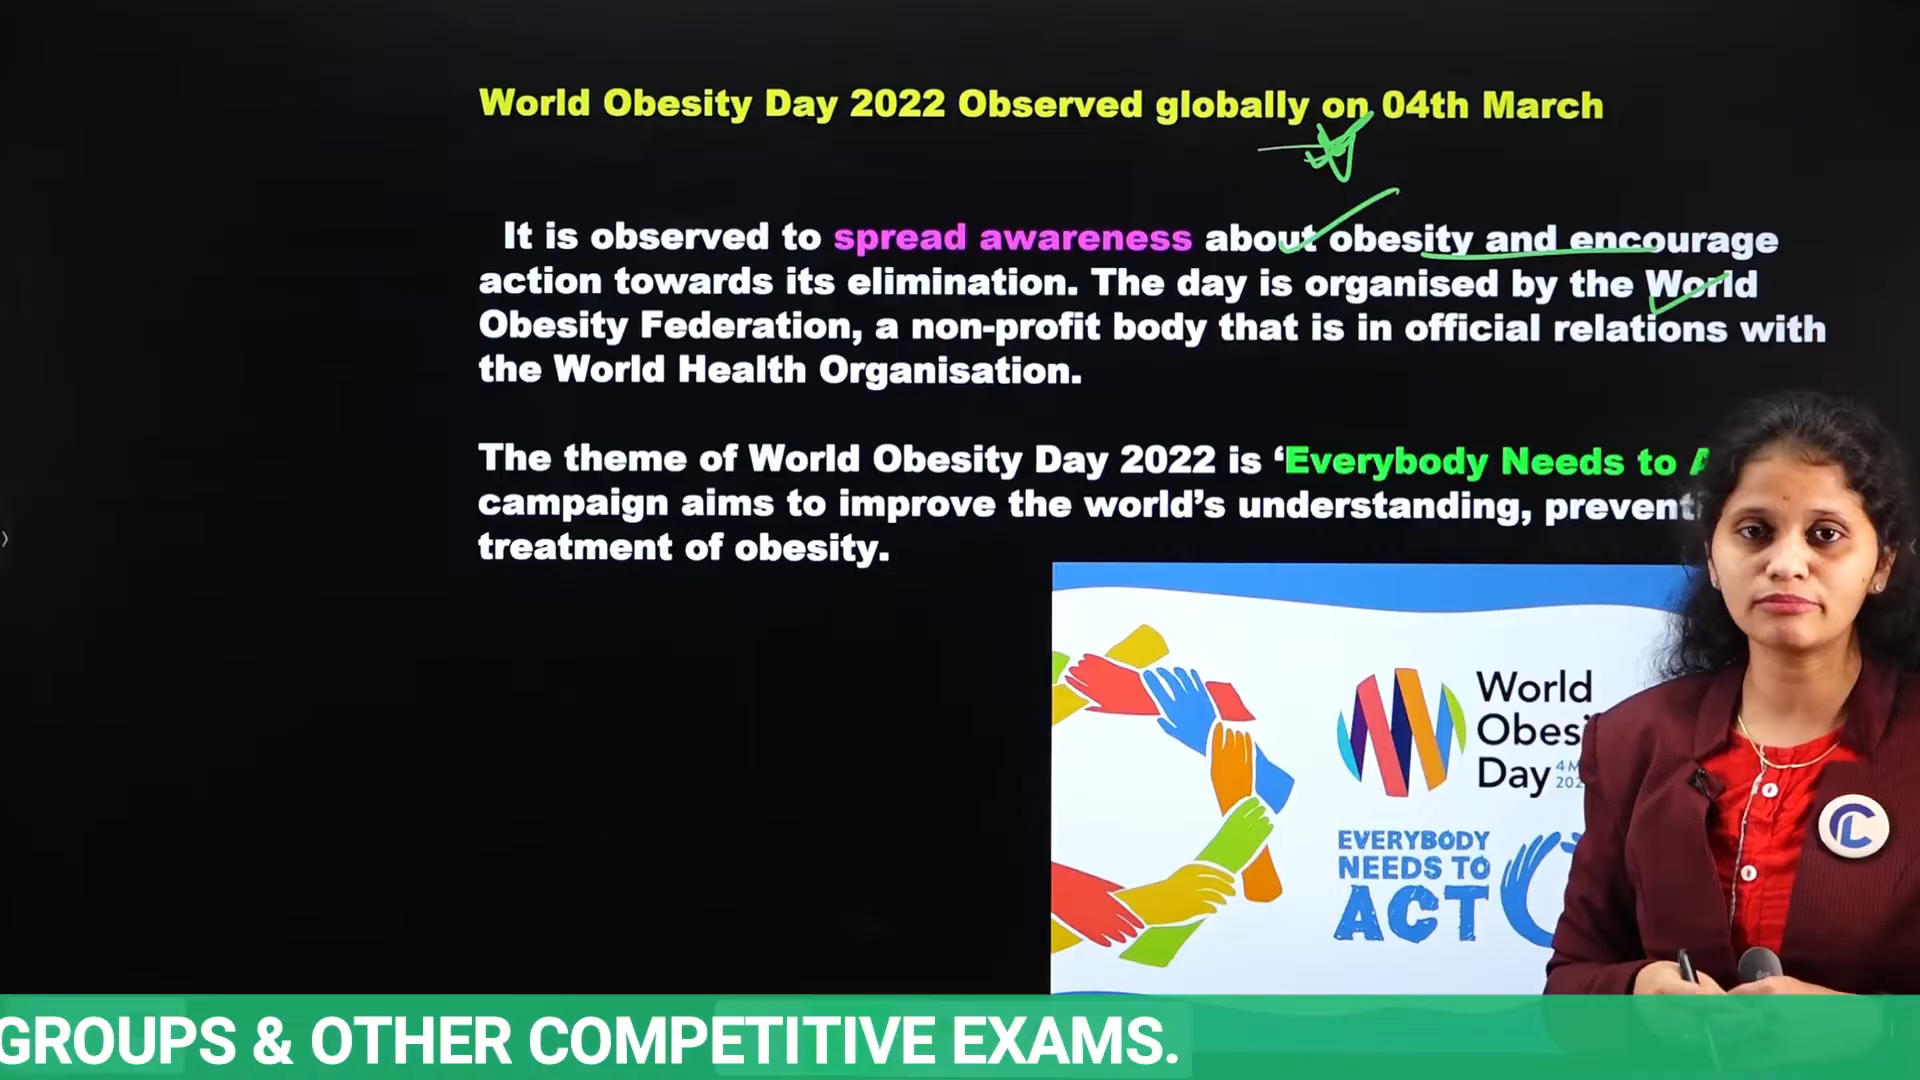 World Obesity Day 2022 Observed globally on 04th March
It is observed to spread awareness about obesity and encourage
action towards its elimination. The day is organised by the World
Obesity Federation, a non-profit body that is in official relations with
the World Health Organisation.
The theme of World Obesity Day 2022 is ‘Everybody Needs to
campaign aims to improve the world’s understanding,
treatment of obesity.
World
Day
EVERYBODY
NEEDS TO
ACT
GROUPS & OTHER COMPETITIVE EXAMS.